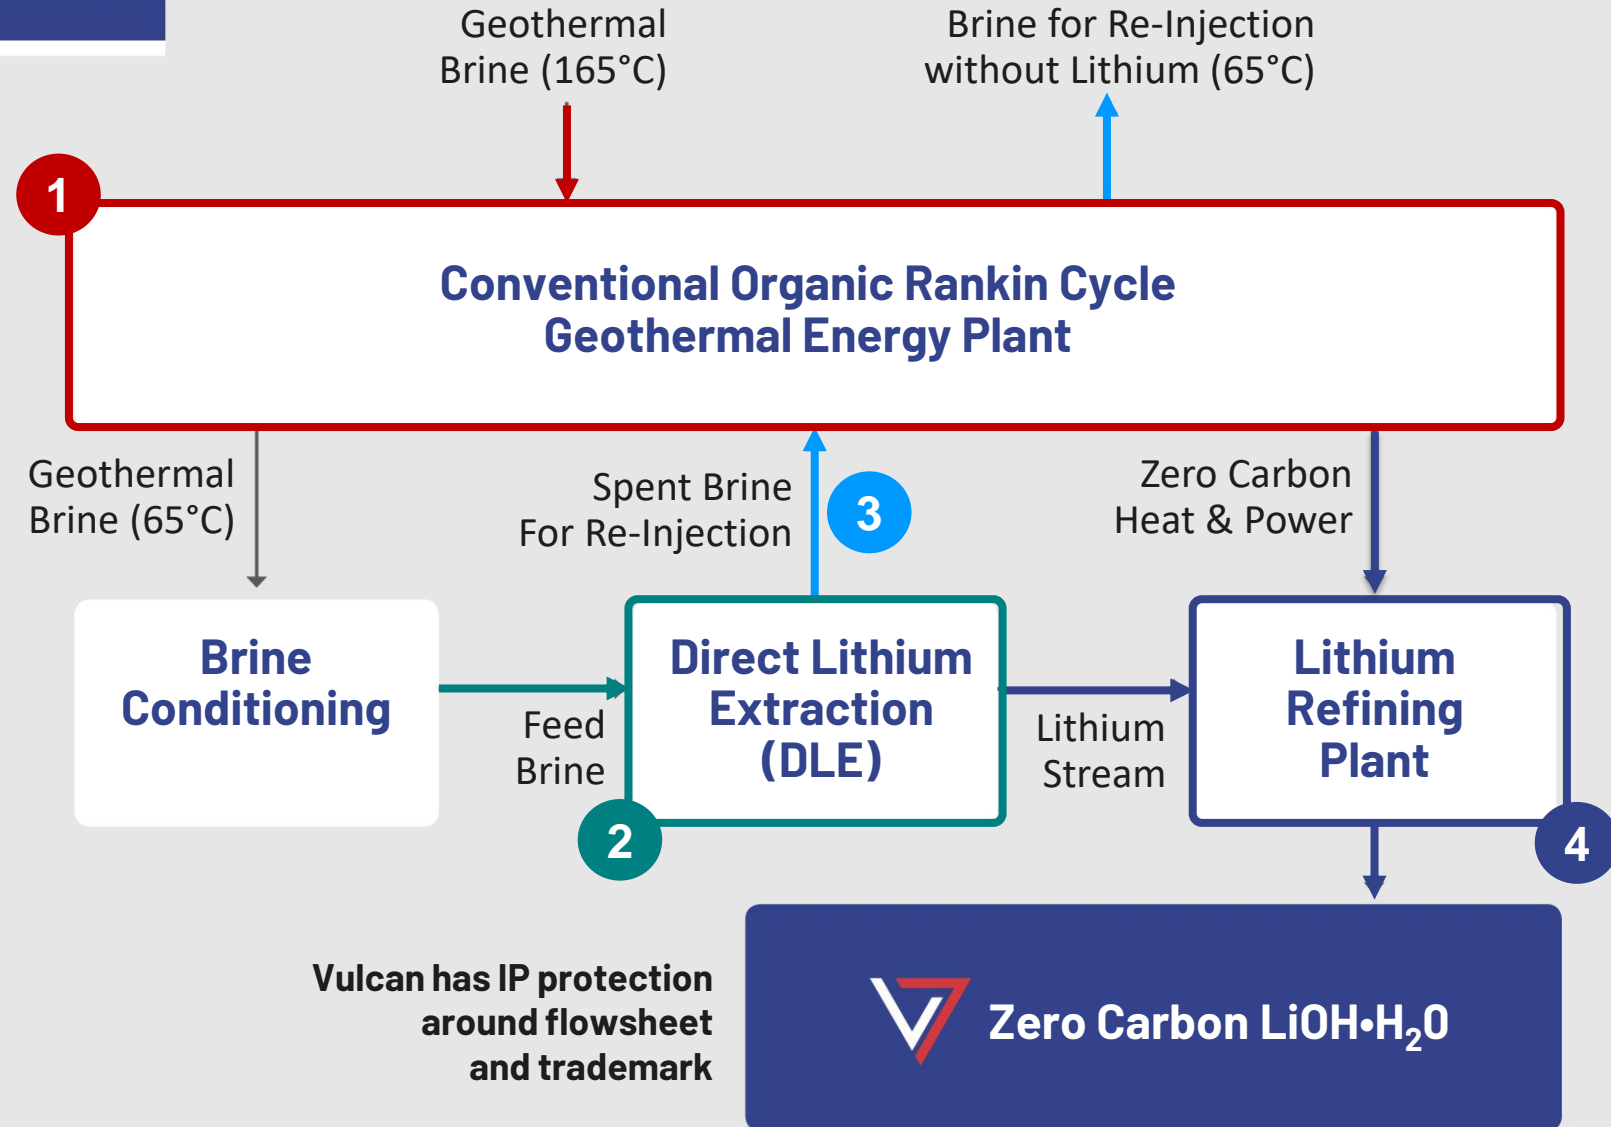 Geothermal
Brine (165°C)
Brine for Re-Injection
without Lithium (65°C)
1
Conventional Organic Rankin Cycle
Geothermal Energy Plant
Geothermal
Brine (65°C)
Spent Brine
For Re-Injection
3
Zero Carbon
Heat & Power
Brine
Conditioning
Feed
Brine
Direct Lithium
Extraction
(DLE)
2
Lithium
Stream
Lithium
Refining
Plant
4
Vulcan has IP protection
around flowsheet
and trademark
Zero Carbon LiOH•H₂0